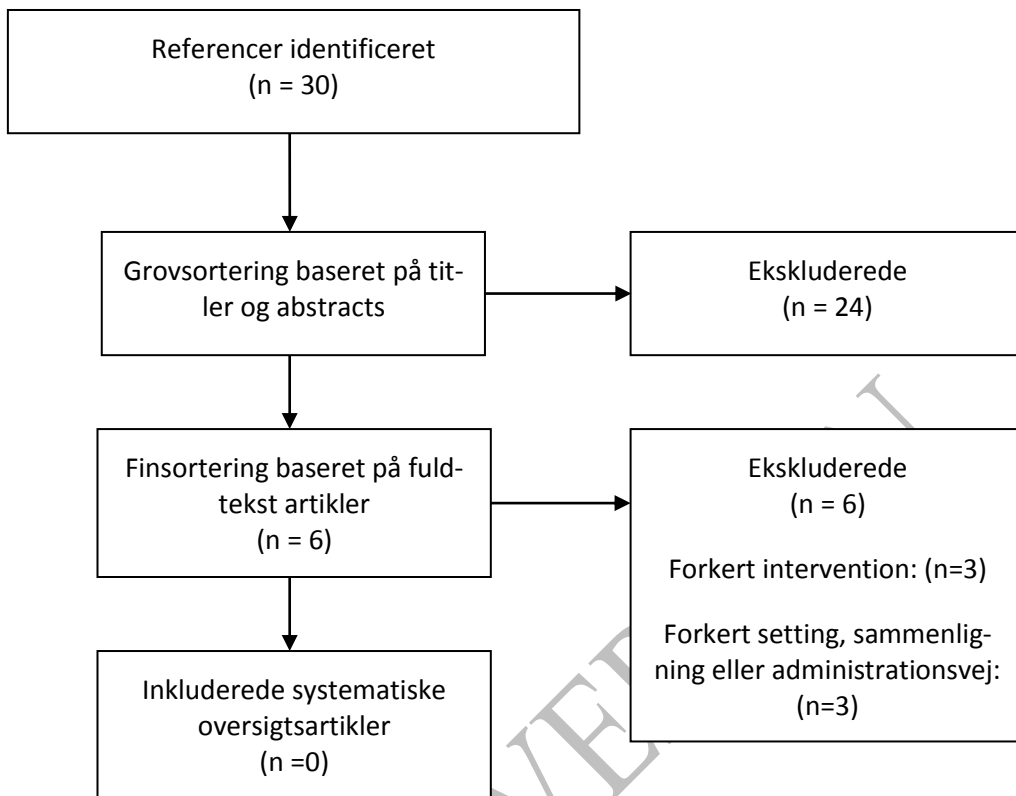 Referencer identificeret
(n = 30)
Grovsortering baseret på tit-
ler og abstracts
Ekskluderede
(n = 24)
Finsortering baseret på fuld-
tekst artikler
(n = 6)
Ekskluderede
(n = 6)
Forkert intervention: (n=3)
Forkert setting, sammenlig-
ning eller administrationsvej:
(n=3)
Inkluderede systematiske
oversigtsartikler
(n =0)